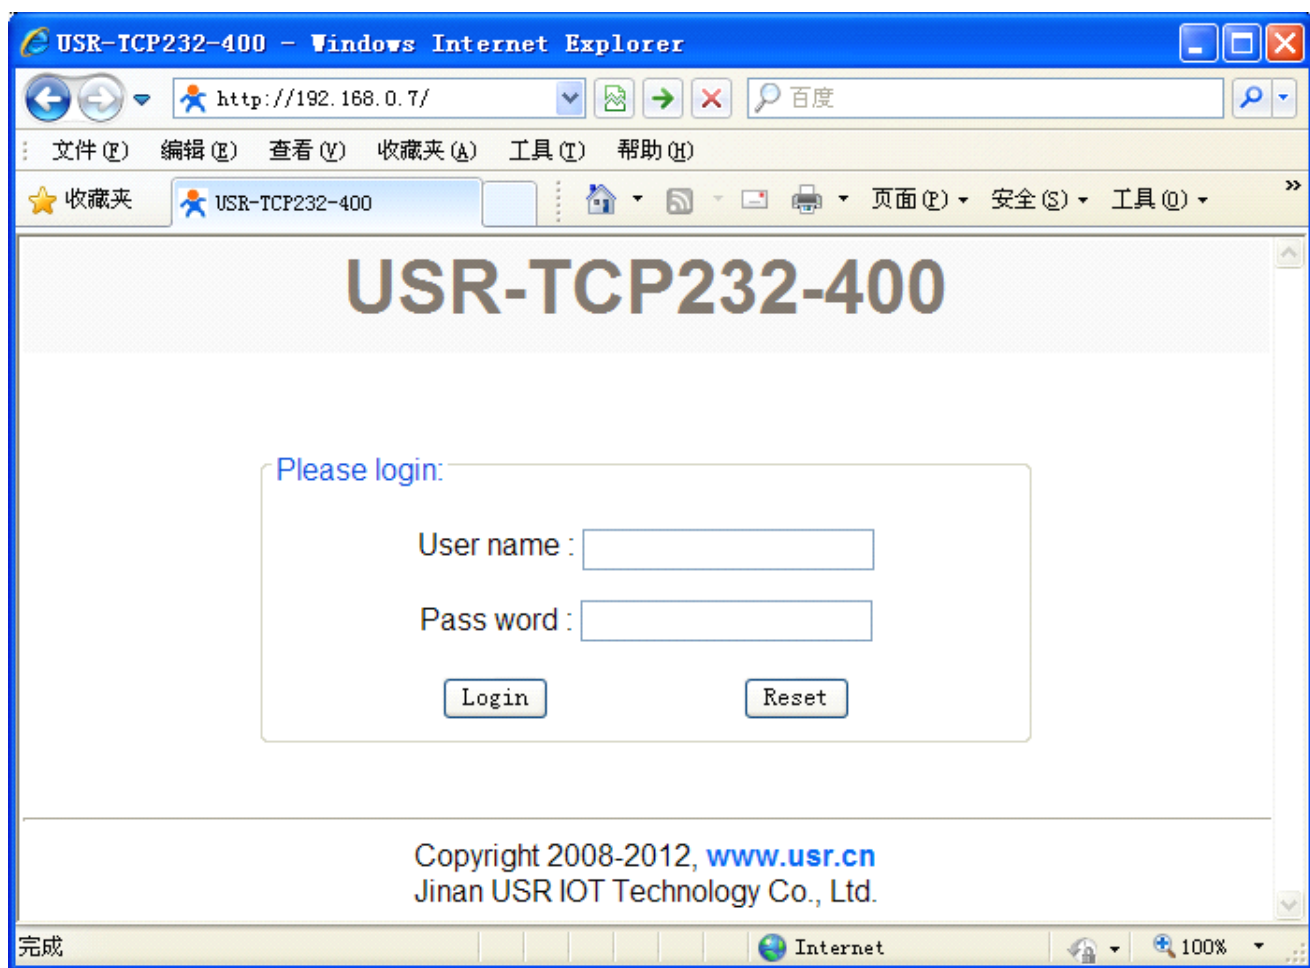 USR-TCP232-400 - Windows Internet Explorer
http://192.168.0.7/
百度
文件(F) 编辑(E) 查看(V) 收藏夹(A) 工具(T) 帮助(H)
收藏夹 USR-TCP232-400 页面(P) 安全(S) 工具(O) »
USR-TCP232-400
Please login:
User name :
Pass word :
Login Reset
Copyright 2008-2012, www.usr.cn
Jinan USR IOT Technology Co., Ltd.
完成 Internet 100%